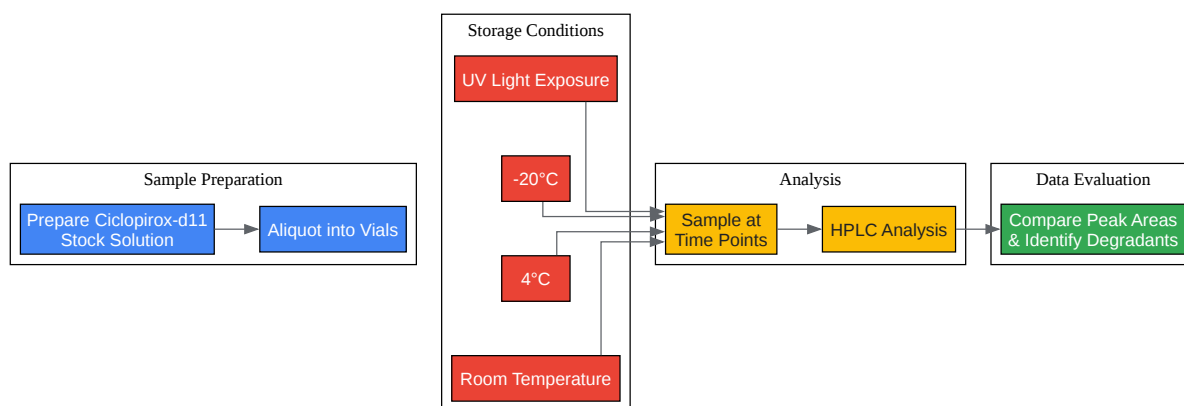 Sample Preparation
Prepare Ciclopirox-d11
Stock Solution
Aliquot into Vials
Storage Conditions
UV Light Exposure
-20°C
4°C
Room Temperature
Analysis
Sample at
Time Points
HPLC Analysis
Data Evaluation
Compare Peak Areas
& Identify Degradants